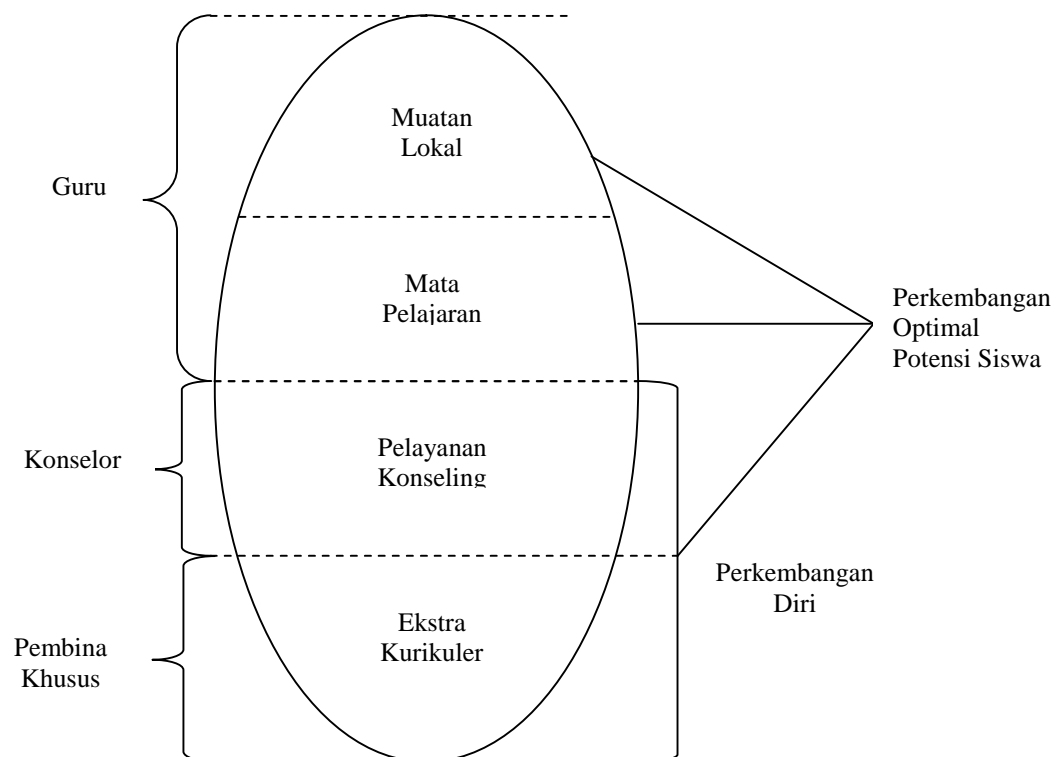 Muatan
Lokal
Guru
Mata
Pelajaran
Perkembangan
Optimal
Potensi Siswa
Konselor
Pelayanan
Konseling
Perkembangan
Diri
Ekstra
Kurikuler
Pembina
Khusus